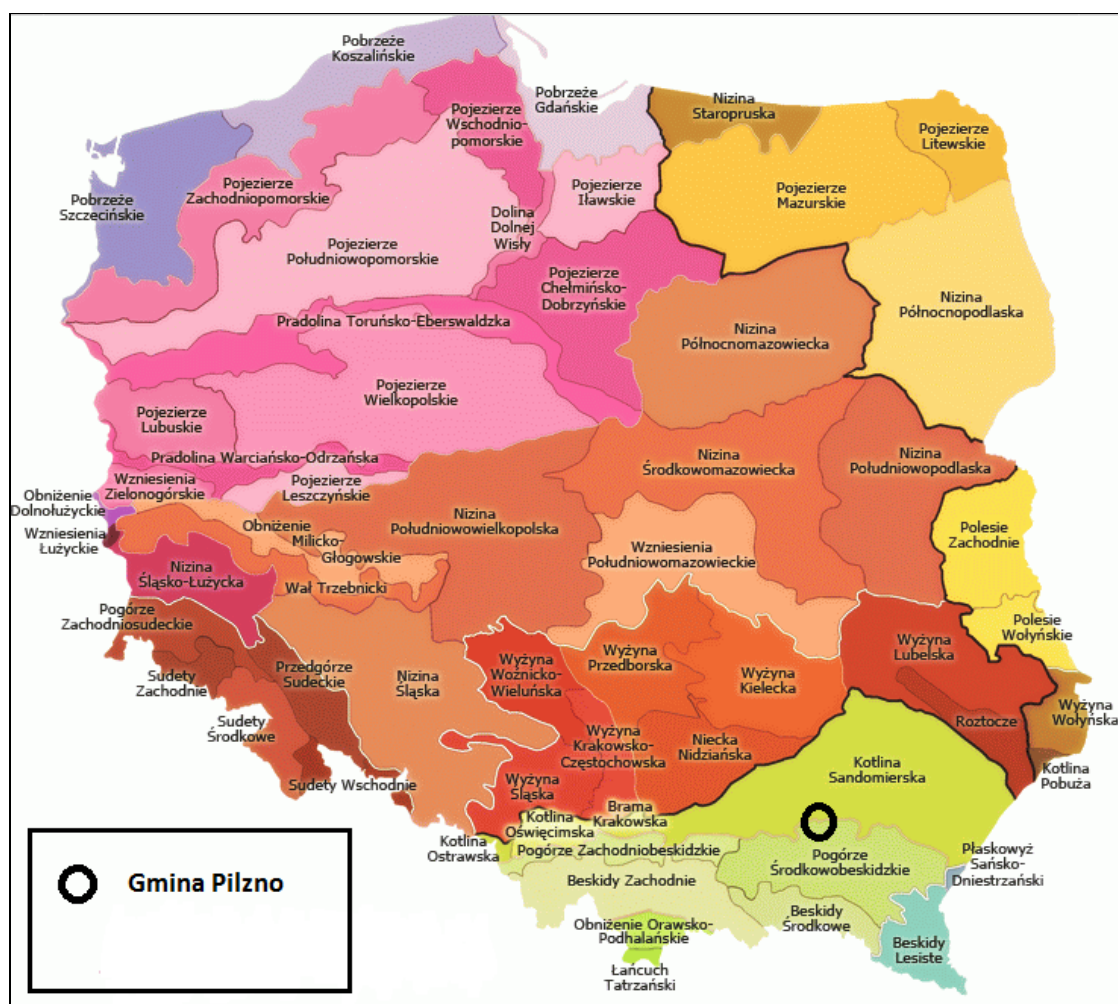 Pobrzeże
Koszalińskie
Pobrzeże
Gdańskie
Nizina
Staropruska
Pojezierze
Wschodnio-
pomorskie
Pojezierze
Litewskie
Pobrzeże
Szczecińskie
Pojezierze
Zachodniopomorskie
Pojezierze
Iławskie
Pojezierze
Mazurskie
Dolina
Dolnej
Wisły
Pojezierze
Południowopomorskie
Pojezierze
Chełmińsko-
Dobrzyńskie
Nizina
Północnopodlaska
Pradolina Toruńsko-Eberswaldzka
Nizina
Północnomazowiecka
Pojezierze
Wielkopolskie
Pojezierze
Lubuskie
Pradolina Warciańsko-Odrzańska
Nizina
Środkowomazowiecka
Nizina
Południowopodlaska
Wzniesienia
Zielonogórskie
Pojezierze
Leszczyńskie
Obniżenie
Dolnołużyckie
Wzniesienia
Łużyckie
Obniżenie
Milicko-
Głogowskie
Nizina
Południowowielkopolska
Wzniesienia
Południowomazowieckie
Polesie
Zachodnie
Nizina
Śląsko-Łużycka
Wał Trzebnicki
Pogórze
Zachodniosudeckie
Polesie
Wołyńskie
Wyżyna
Lubelska
Sudety
Zachodnie
Przedgórze
Sudeckie
Nizina
Śląska
Wyżyna
Woźnicko-
Wieluńska
Wyżyna
Przedborska
Wyżyna
Kielecka
Wyżyna
Wołyńska
Roztocze
Sudety
Środkowe
Wyżyna
Krakowsko-
Częstochowska
Niecka
Nidziańska
Kotlina
Sandomierska
Kotlina
Pobuża
Sudety Wschodnie
Wyżyna
Śląska
Kotlina
Oświęcimska
Brama
Krakowska
Kotlina
Ostrawska
Pogórze Zachodniobeskidzkie
Pogórze
Środkowobeskidzkie
Płaskowyż
Sańsko-
Dniestrzański
Beskidy Zachodnie
Beskidy
Środkowe
Obniżenie Orawsko-
Podhalańskie
Beskidy
Lesiste
Łańcuch
Tatrzański
Gmina Pilzno